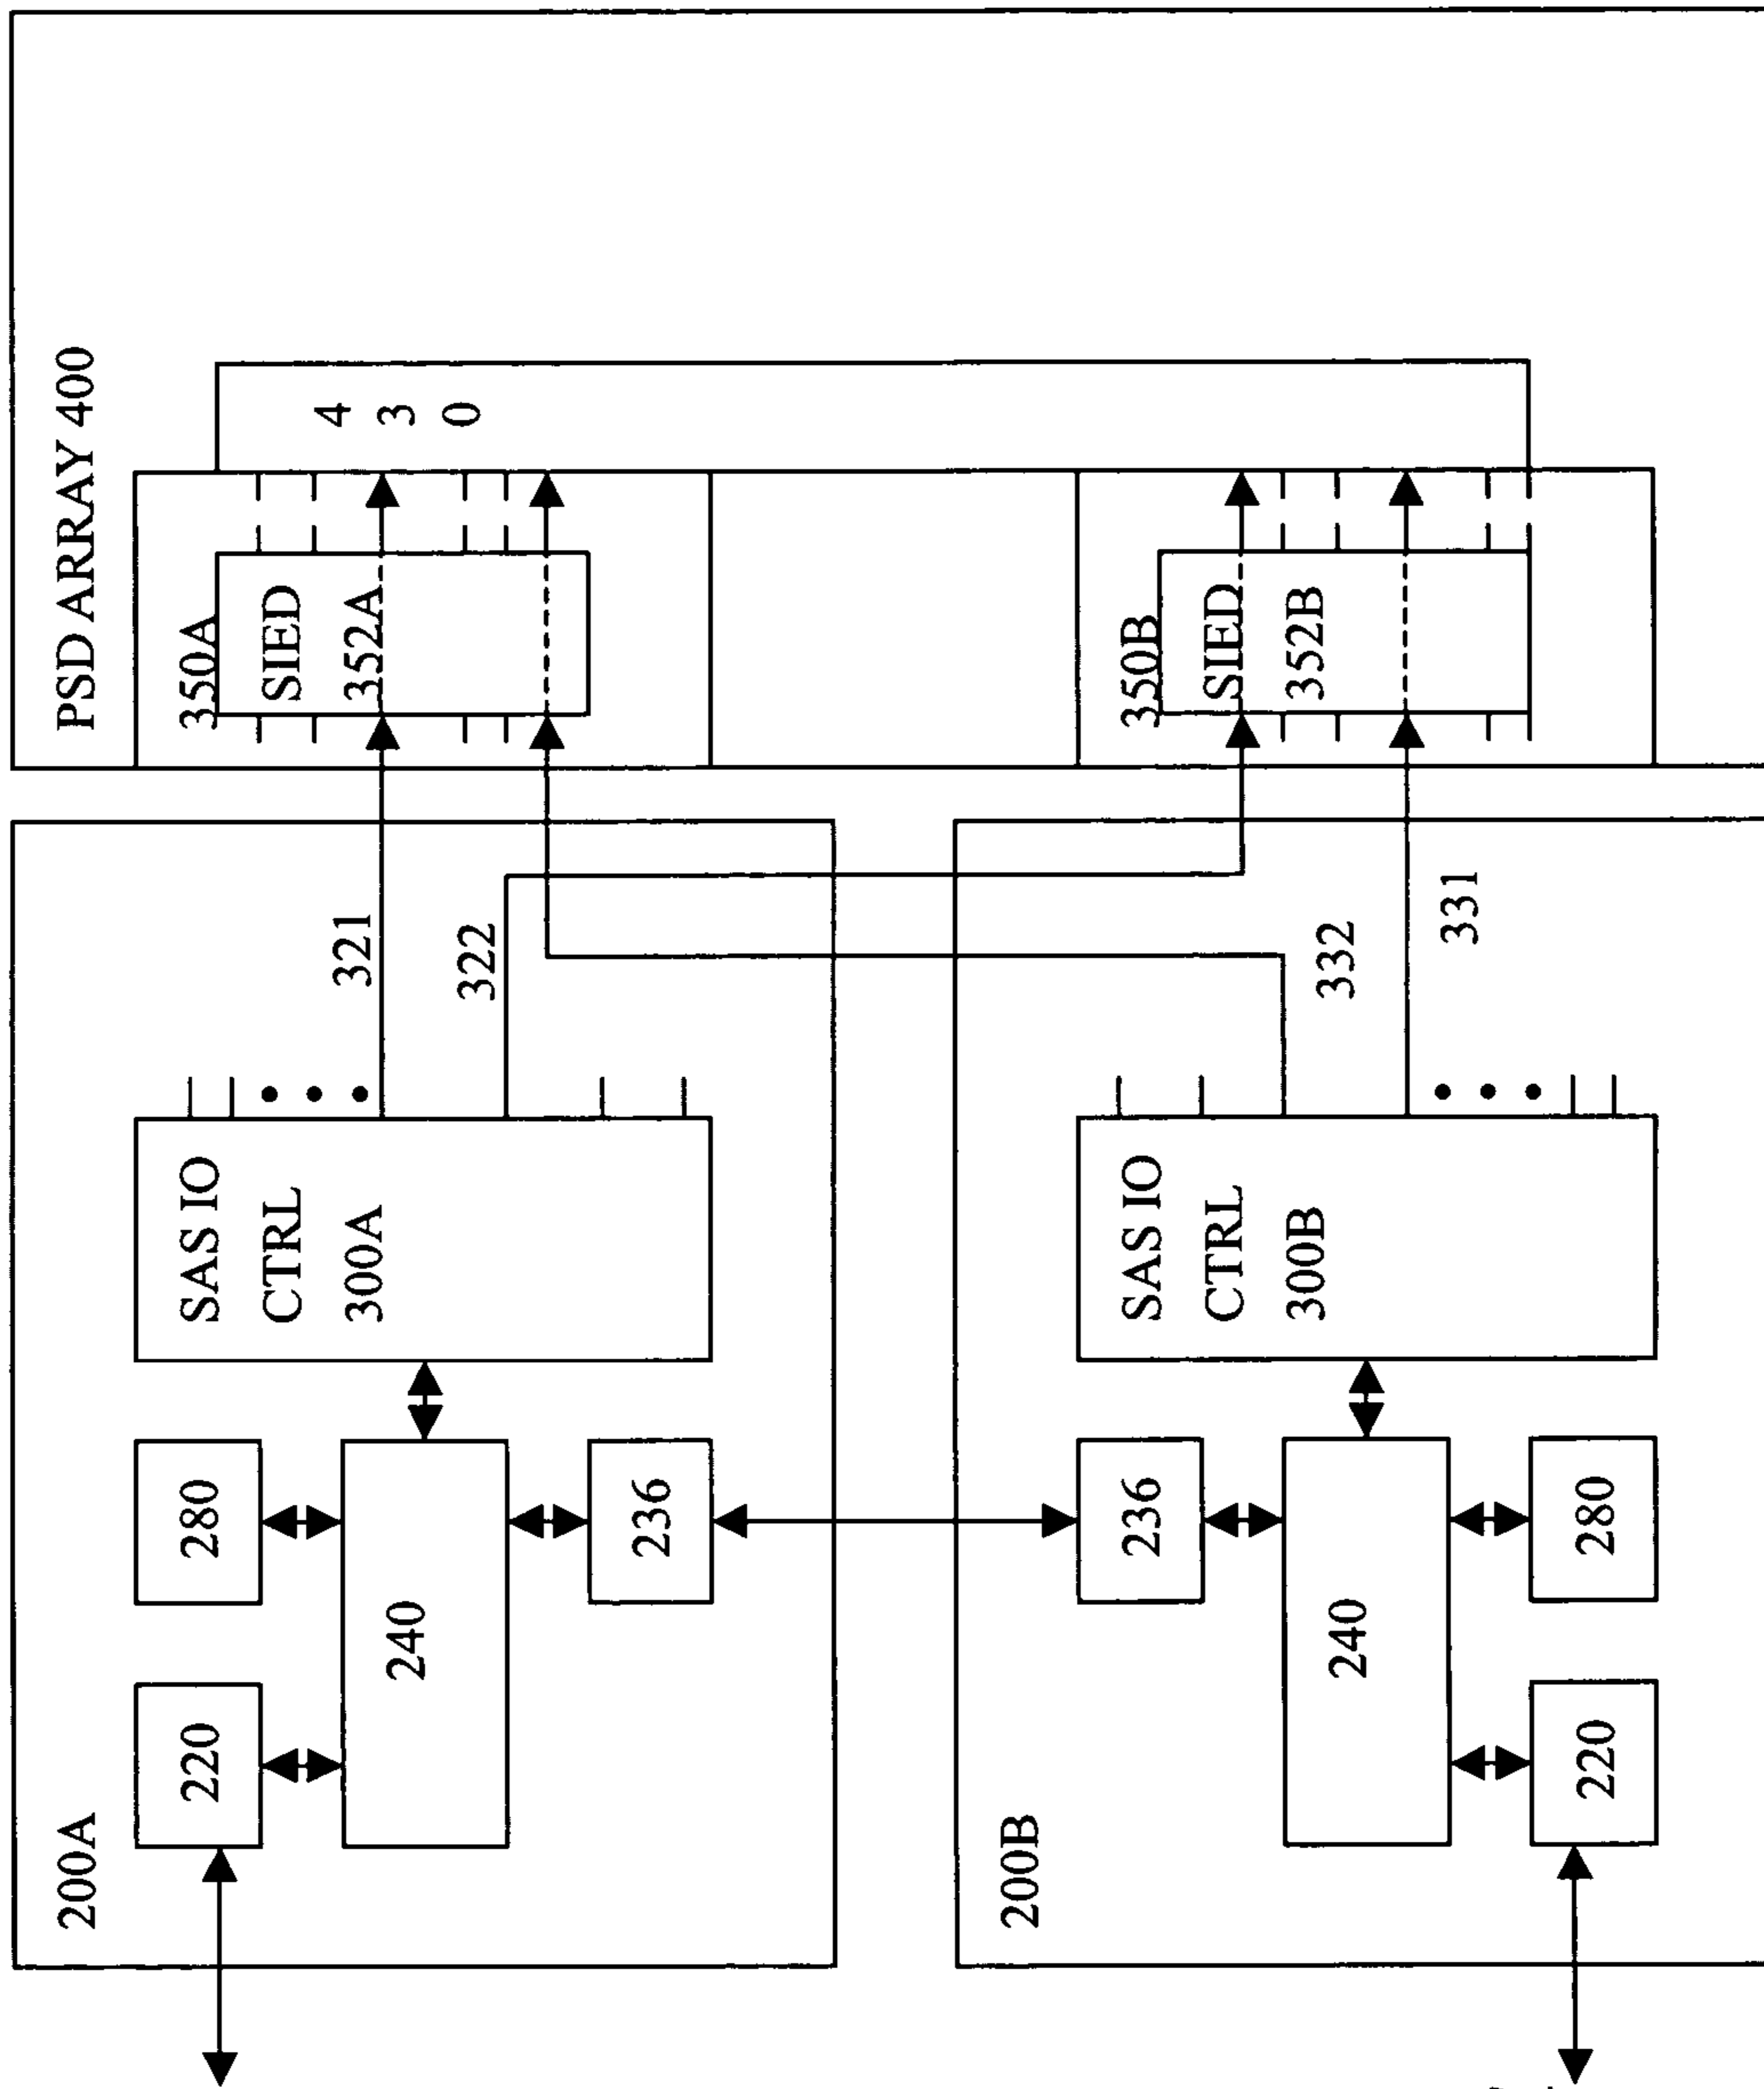 200A
220
280
240
236
SAS IO
CTRL
300A
321
322
PSD ARRAY 400
350A
SIED
352A
4
3
0
200B
236
240
220
280
SAS IO
CTRL
300B
332
331
350B
SIED
352B